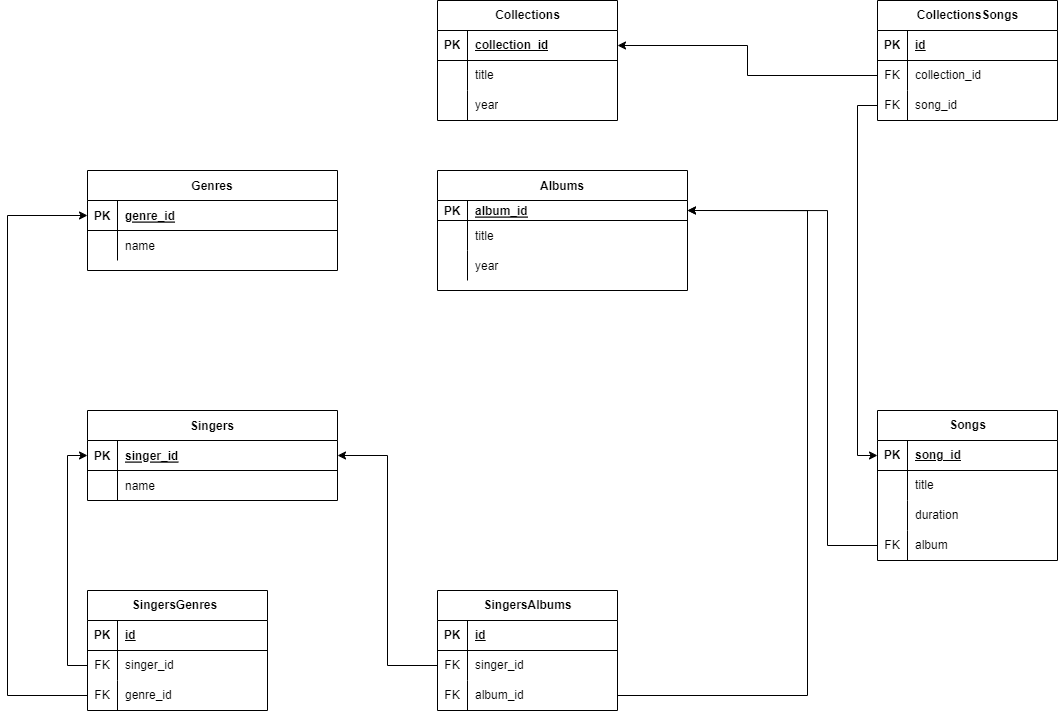 Collections
PK collection_id
title
year
CollectionsSongs
PK id
FK collection_id
FK song_id
Genres
PK genre_id
name
Albums
PK album_id
title
year
Singers
PK singer_id
name
Songs
PK song_id
title
duration
FK album
SingersGenres
PK id
FK singer_id
FK genre_id
SingersAlbums
PK id
FK singer_id
FK album_id